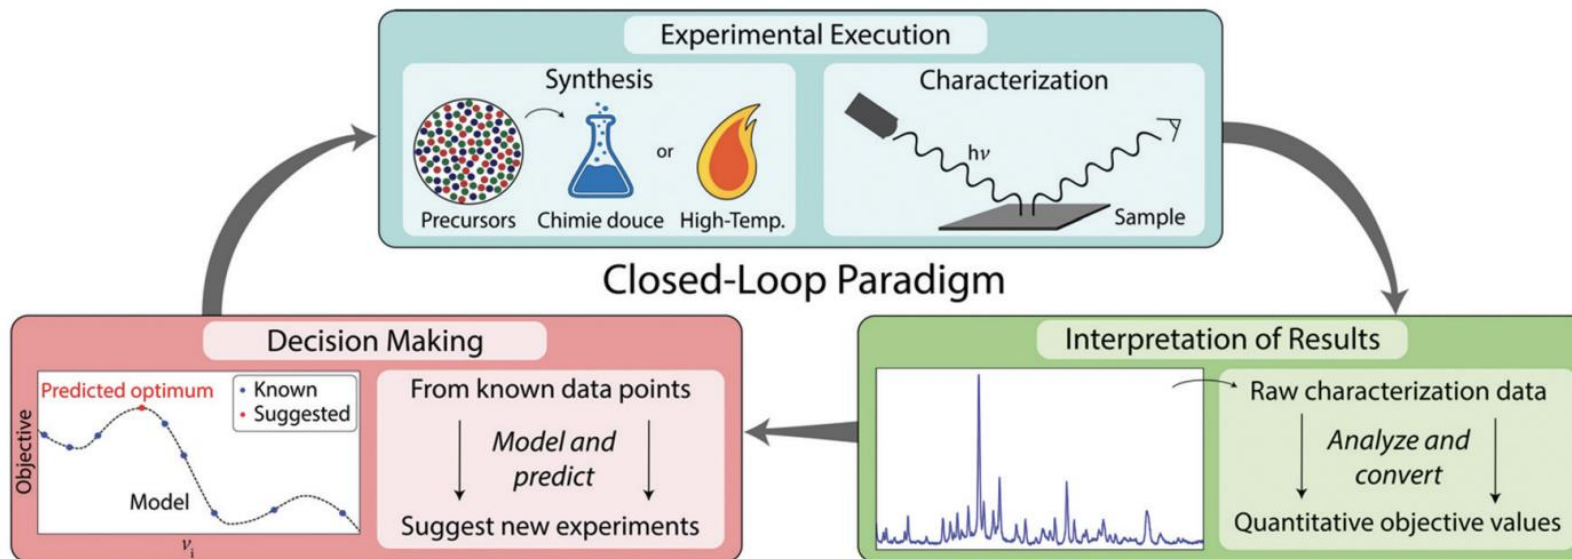 Experimental Execution
Synthesis
Precursors
Chimie douce
or
High-Temp.
Characterization
hν
Sample
Closed-Loop Paradigm
Decision Making
Predicted optimum
Known
Suggested
Objective
Model
νi
From known data points
Model and
predict
Suggest new experiments
Interpretation of Results
Raw characterization data
Analyze and
convert
Quantitative objective values